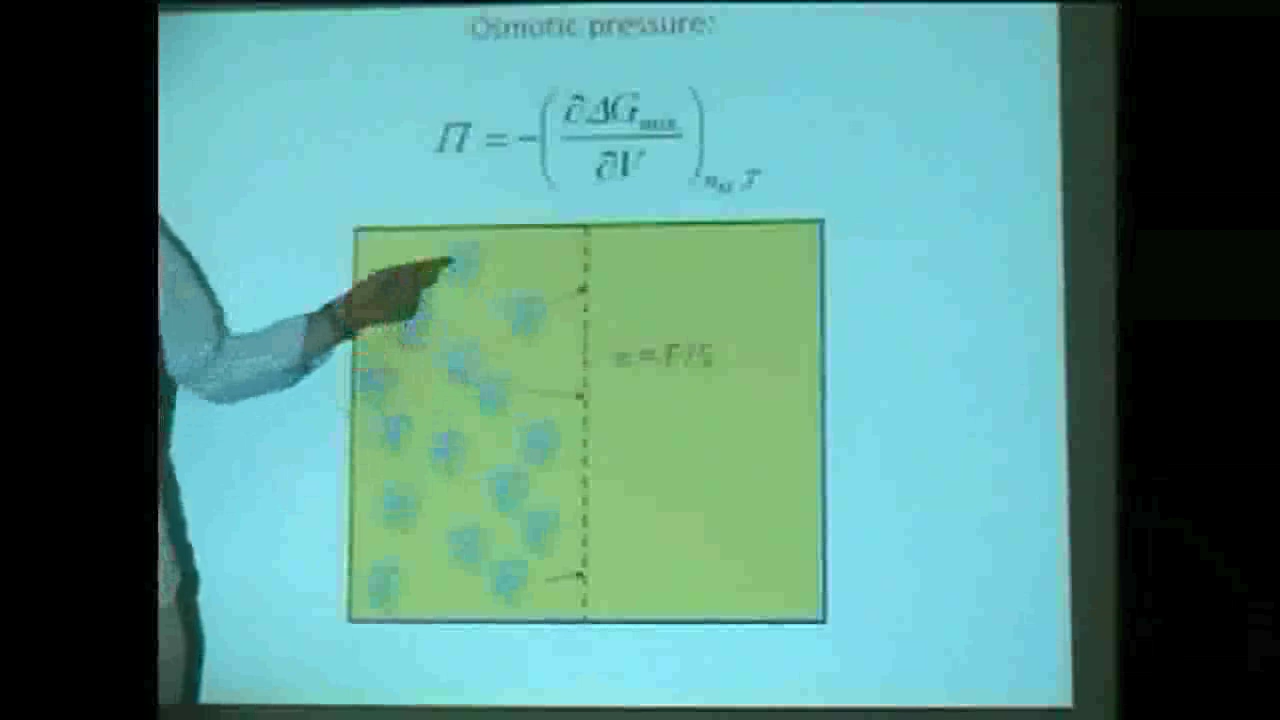 Osmotic pressure:
Π = −(∂ΔG_mix / ∂V)
= F / S